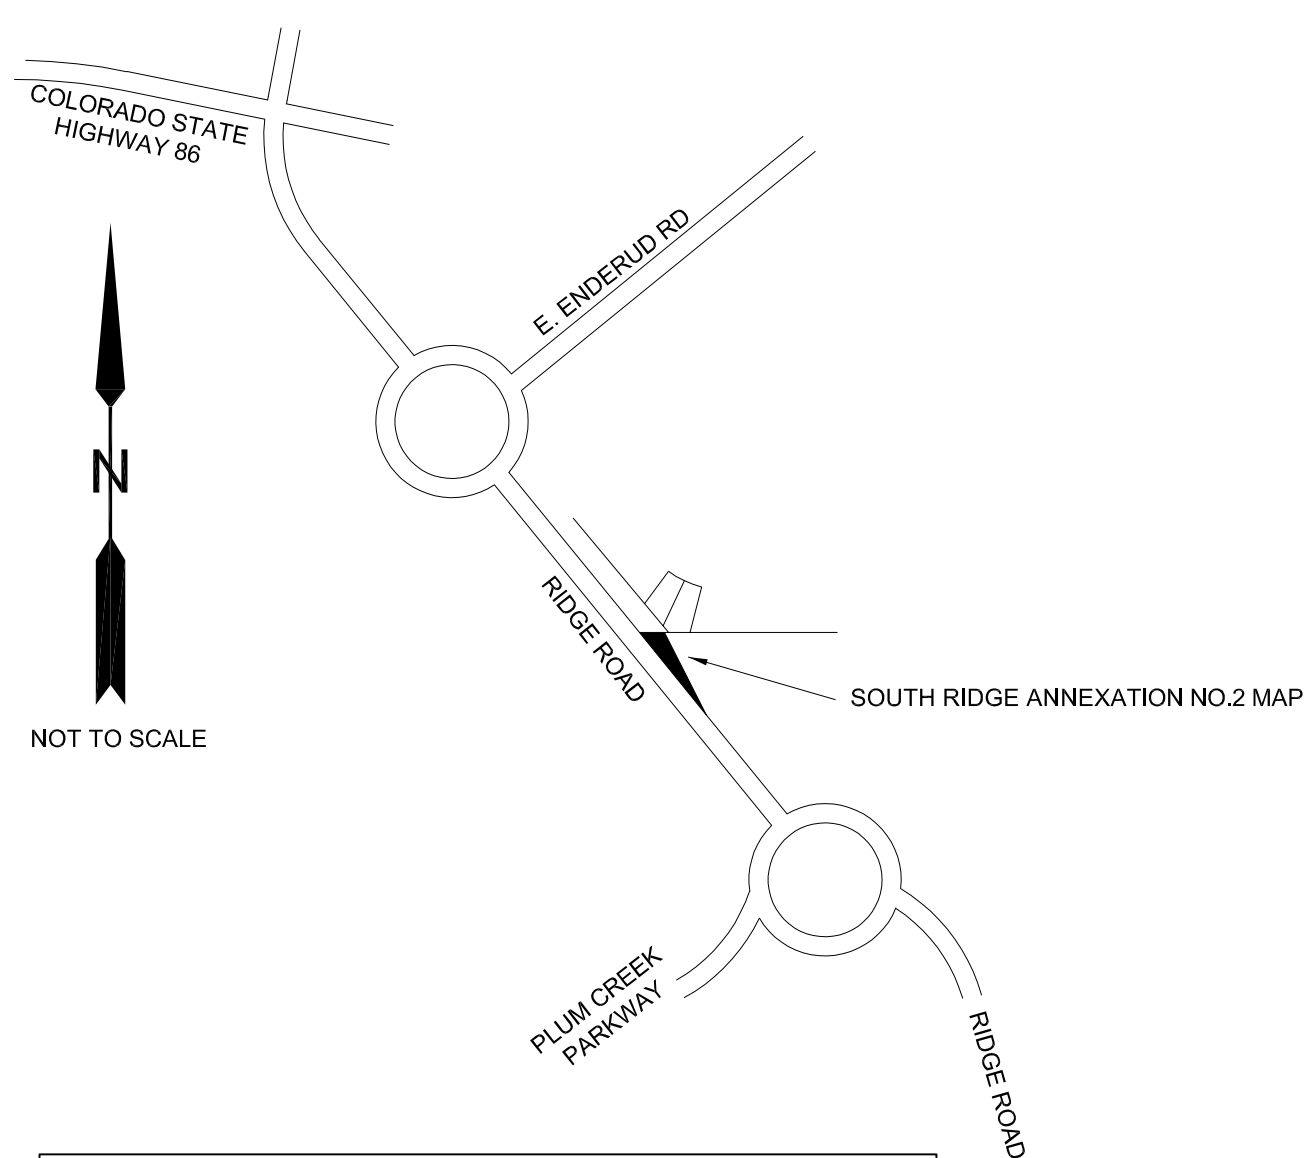 COLORADO STATE
HIGHWAY 86
E. ENDERUD RD
N
RIDGE ROAD
SOUTH RIDGE ANNEXATION NO.2 MAP
NOT TO SCALE
PLUM CREEK
PARKWAY
RIDGE ROAD